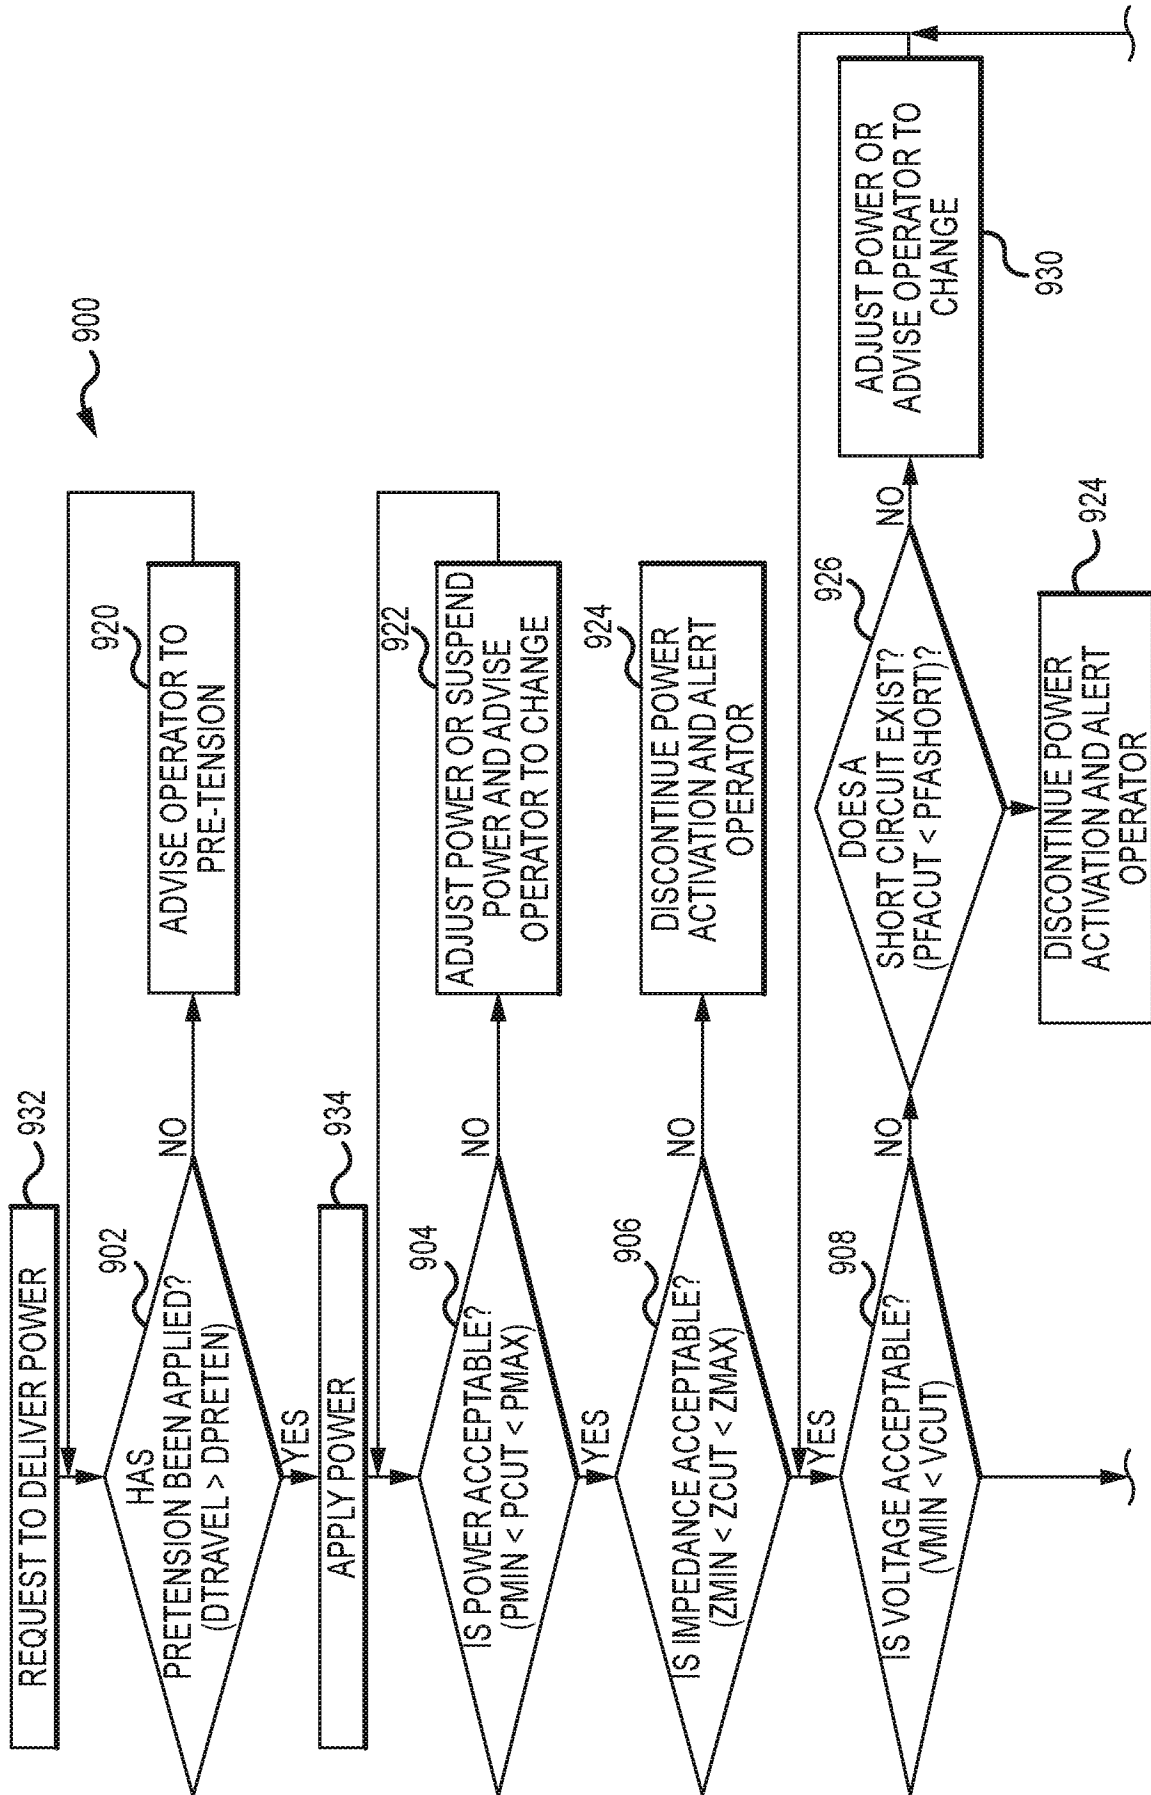 900
REQUEST TO DELIVER POWER
932
HAS
PRETENSION BEEN APPLIED?
(DTRAVEL > DPRETEN)
902
NO
ADVISE OPERATOR TO
PRE-TENSION
920
YES
APPLY POWER
934
IS POWER ACCEPTABLE?
(PMIN < PCUT < PMAX)
904
NO
ADJUST POWER OR SUSPEND
POWER AND ADVISE
OPERATOR TO CHANGE
922
YES
IS IMPEDANCE ACCEPTABLE?
(ZMIN < ZCUT < ZMAX)
906
NO
DISCONTINUE POWER
ACTIVATION AND ALERT
OPERATOR
924
YES
IS VOLTAGE ACCEPTABLE?
(VMIN < VCUT)
908
NO
DOES A
SHORT CIRCUIT EXIST?
(PFACUT < PFASHORT)?
926
NO
ADJUST POWER OR
ADVISE OPERATOR TO
CHANGE
930
DISCONTINUE POWER
ACTIVATION AND ALERT
OPERATOR
924